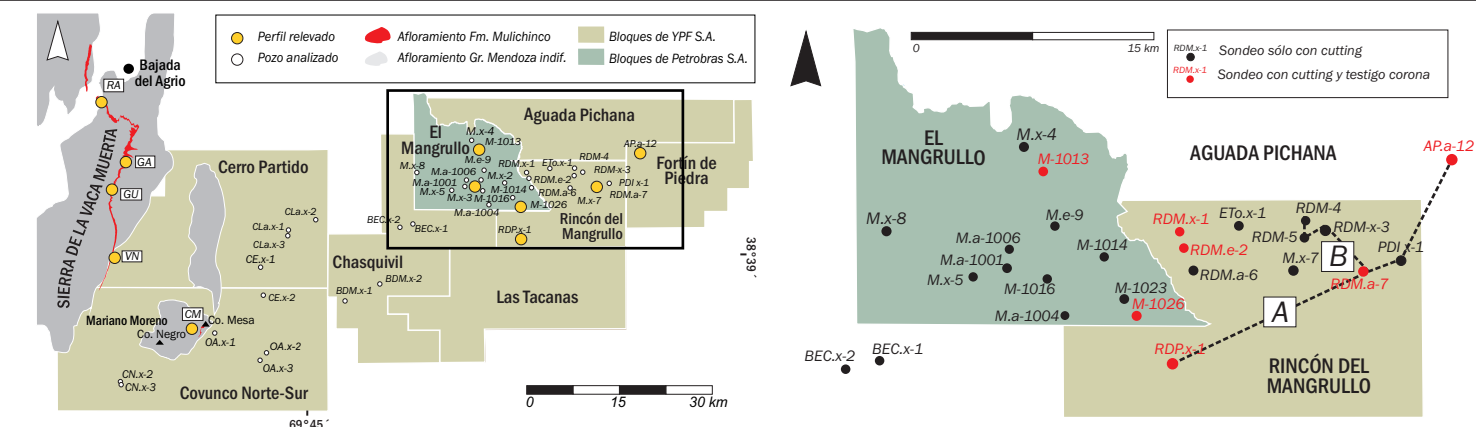 Perfil relevado
Pozo analizado
Afloramiento Fm. Mulichinco
Afloramiento Gr. Mendoza indif.
Bloques de YPF S.A.
Bloques de Petrobras S.A.
Bajada
del Agrio
RA
SIERRA DE LA VACA MUERTA
GA
GU
VN
Cerro Partido
CLa.x-2
CLa.x-1
CLa.x-3
CE.x-1
CE.x-2
CM
Mariano Moreno
Co. Mesa
Co. Negro
OA.x-1
OA.x-2
OA.x-3
CN.x-2
CN.x-3
Covunco Norte-Sur
69°45´
Chasquivil
BDM.x-2
BDM.x-1
Las Tacanas
BEC.x-2
BEC.x-1
El
Mangrullo
Aguada Pichana
Fortín de
Piedra
Rincón del
Mangrullo
M.x-4
M-1013
M.x-8
M.e-9
M.a-1006
M.x-2
M.a-1001
M.x-5
M.x-3
M-1016
M-1014
M.a-1004
M-1026
RDP.x-1
RDM.x-1
ETo.x-1
RDM-4
RDM.e-2
RDM-x-3
RDM.a-6
PDI x-1
RDM.a-7
M.x-7
AP.a-12
38°39´
0
15
30 km
0
15 km
RDM.x-1
Sondeo sólo con cutting
RDM.x-1
Sondeo con cutting y testigo corona
EL
MANGRULLO
M.x-4
M-1013
AGUADA PICHANA
AP.a-12
M.x-8
M.e-9
M.a-1006
M-1014
M.a-1001
M.x-5
M-1016
M-1023
M-1026
M.a-1004
RDM.x-1
ETo.x-1
RDM-4
RDM-x-3
RDM-5
RDM.e-2
PDI x-1
M.x-7
B
RDM.a-6
RDM.a-7
A
RDP.x-1
BEC.x-2
BEC.x-1
RINCÓN DEL
MANGRULLO